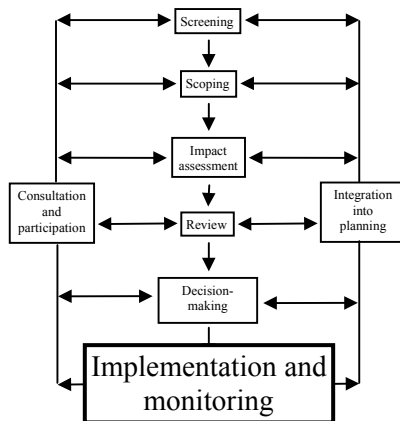 Screening
Scoping
Impact
assessment
Consultation
and
participation
Integration
into
planning
Review
Decision-
making
Implementation and
monitoring